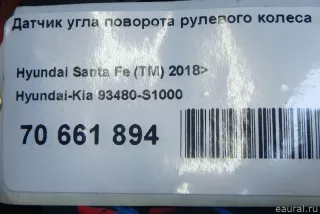 Датчик угла поворота рулевого колеса
Hyundai Santa Fe (TM) 2018>
Hyundai-Kia 93480-S1000
70 661 894
eaural.ru